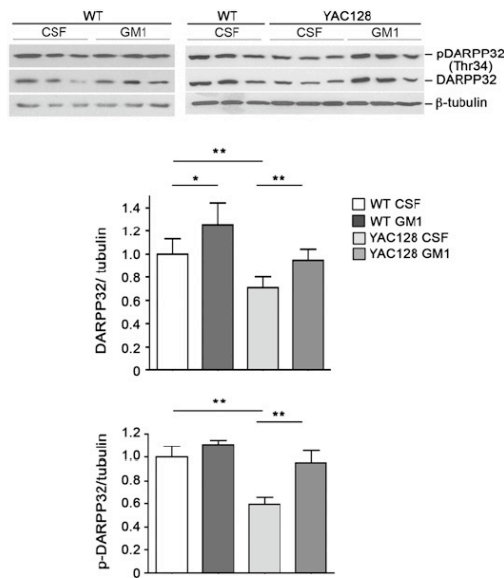 WT WT YAC128
CSF GM1 CSF CSF GM1
pDARPP32
(Thr34)
DARPP32
β-tubulin
**
* **
1.4
1.2
1.0
0.8
0.6
0.4
0.2
0
DARPP32/ tubulin
WT CSF
WT GM1
YAC128 CSF
YAC128 GM1
**
**
1.2
1.0
0.8
0.6
0.4
0.2
0
p-DARPP32/tubulin